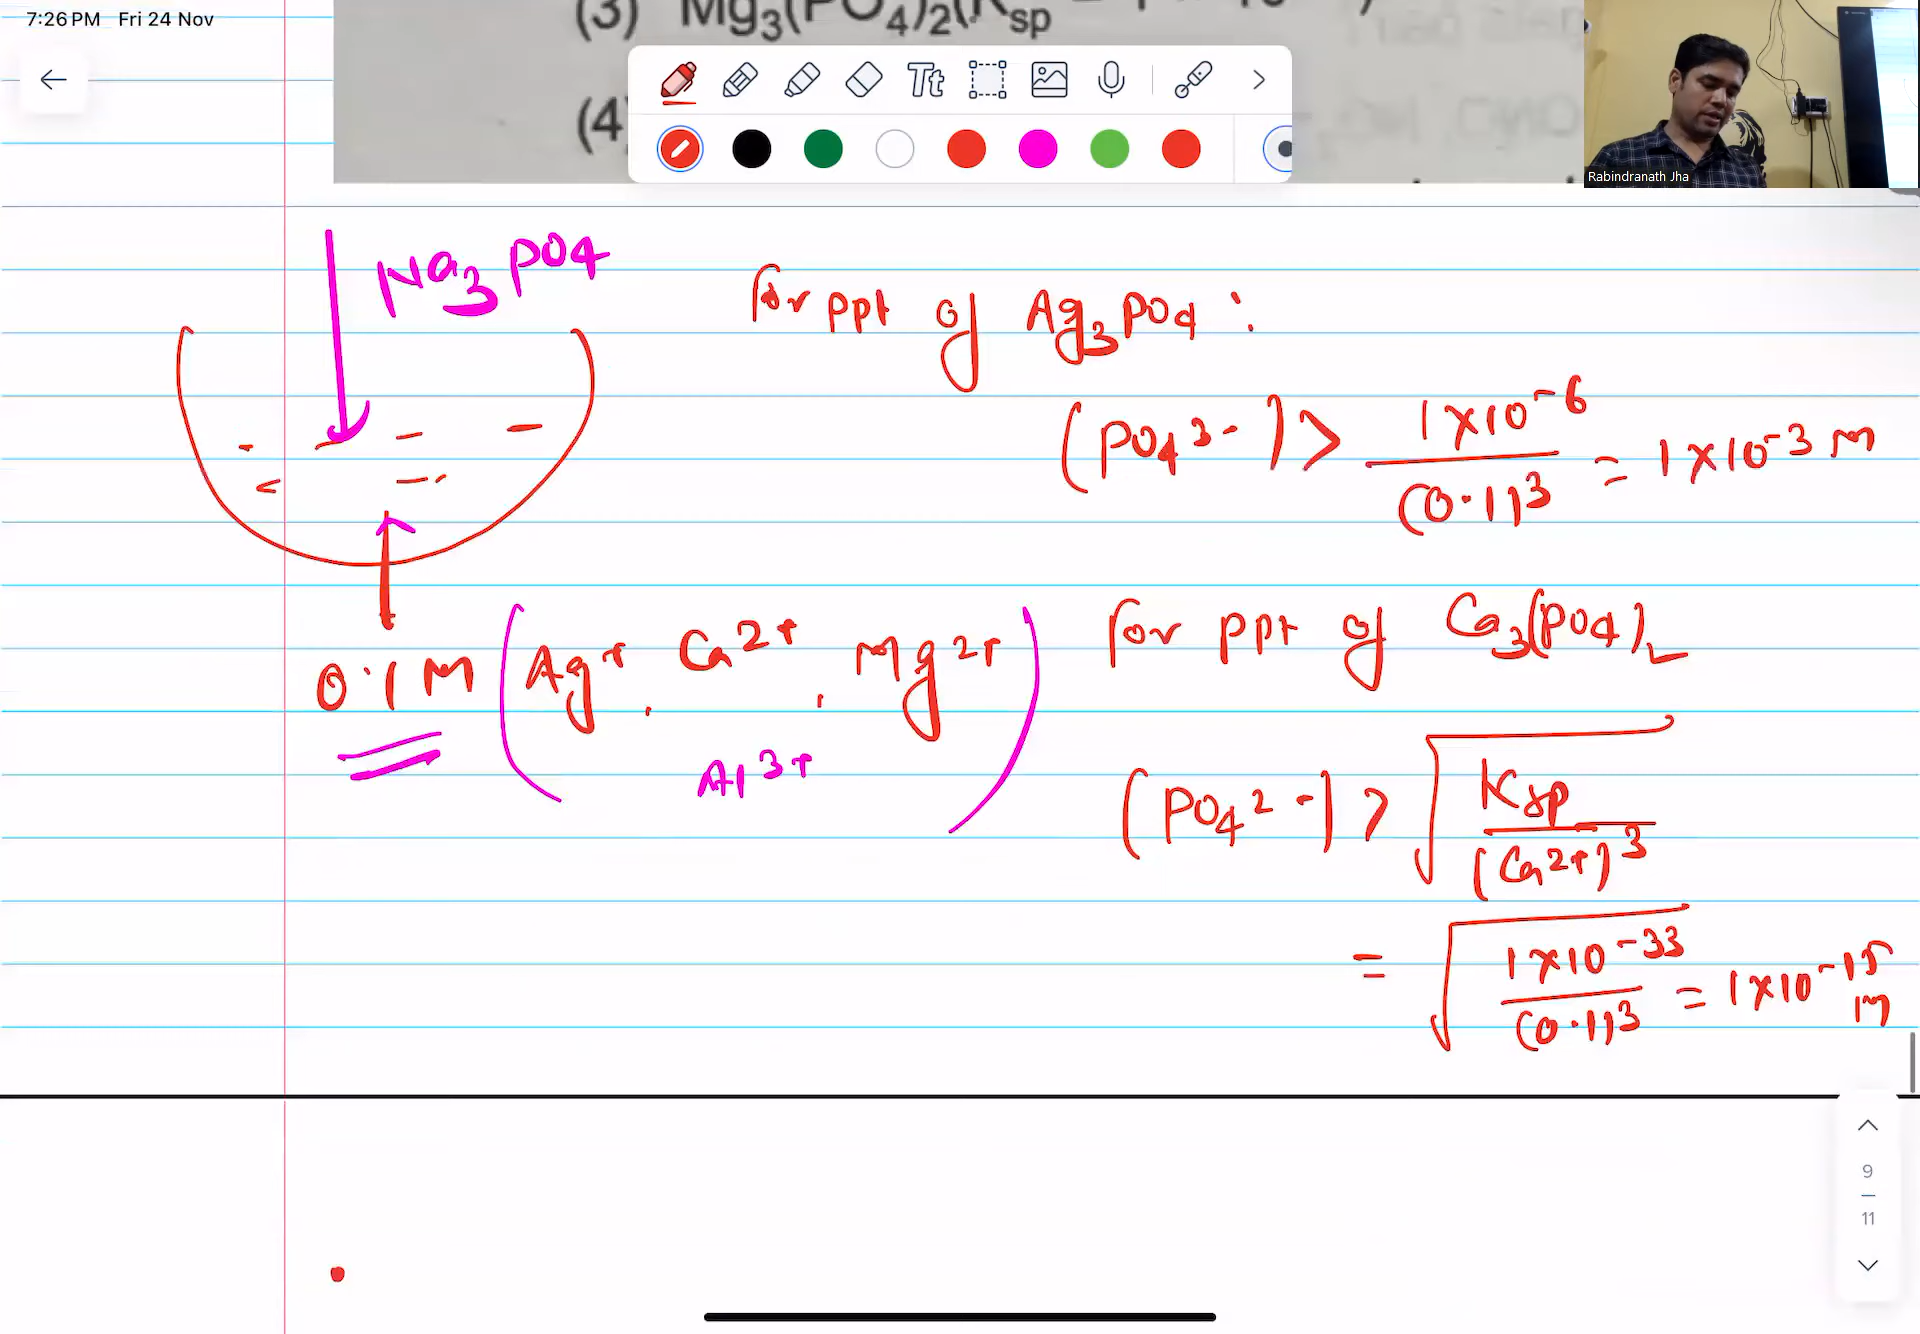 7:26 PM Fri 24 Nov
(3) Mg3(PO4)2(Ksp
(4)
Tt
Rabindranath Jha
Na3PO4
for ppt of Ag3PO4 :
(PO4 3-) > 1×10-6 / (0.1)3 = 1×10-3 M
0.1 M (Ag+, Ca2+, Mg2+
Al3+)
for ppt of Ca3(PO4)2
(PO4 2-) > √ Ksp / (Ca2+)3
= √ 1×10-33 / (0.1)3 = 1×10-15 M
9
11